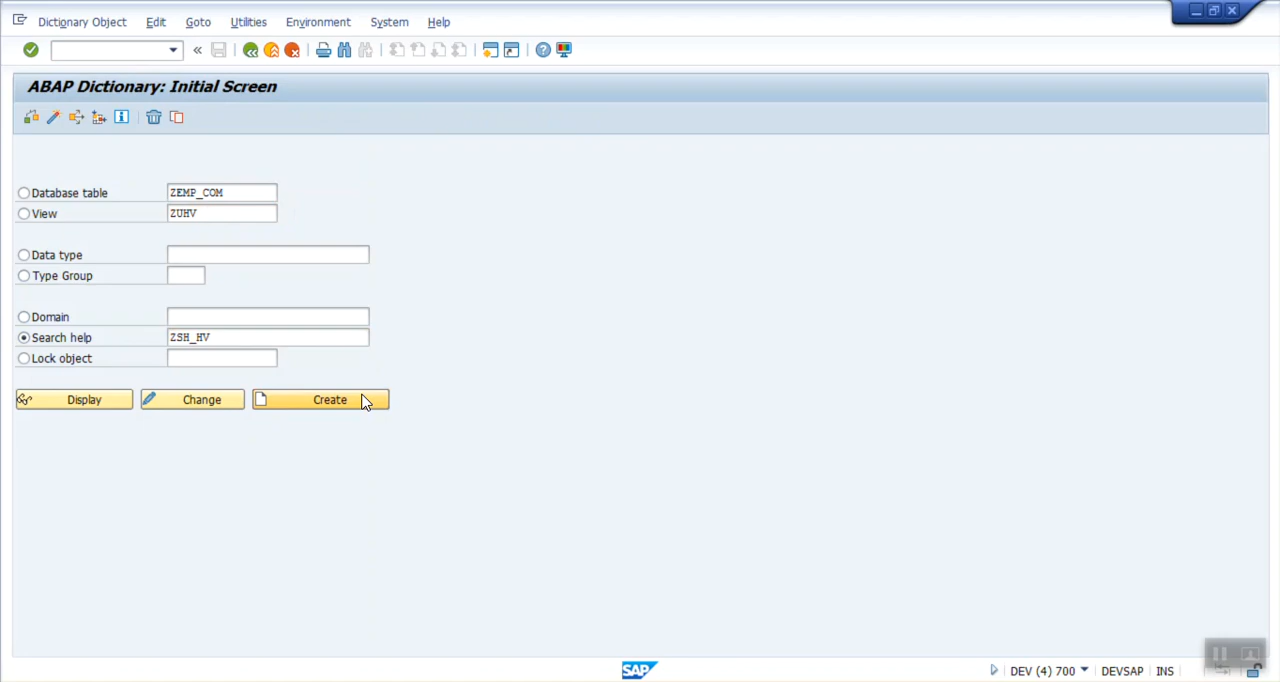 Dictionary Object Edit Goto Utilities Environment System Help
ABAP Dictionary: Initial Screen
Database table ZEMP_COM
View ZUHV
Data type
Type Group
Domain
Search help ZSH_HV
Lock object
Display Change Create
SAP DEV (4) 700 DEVSAP INS